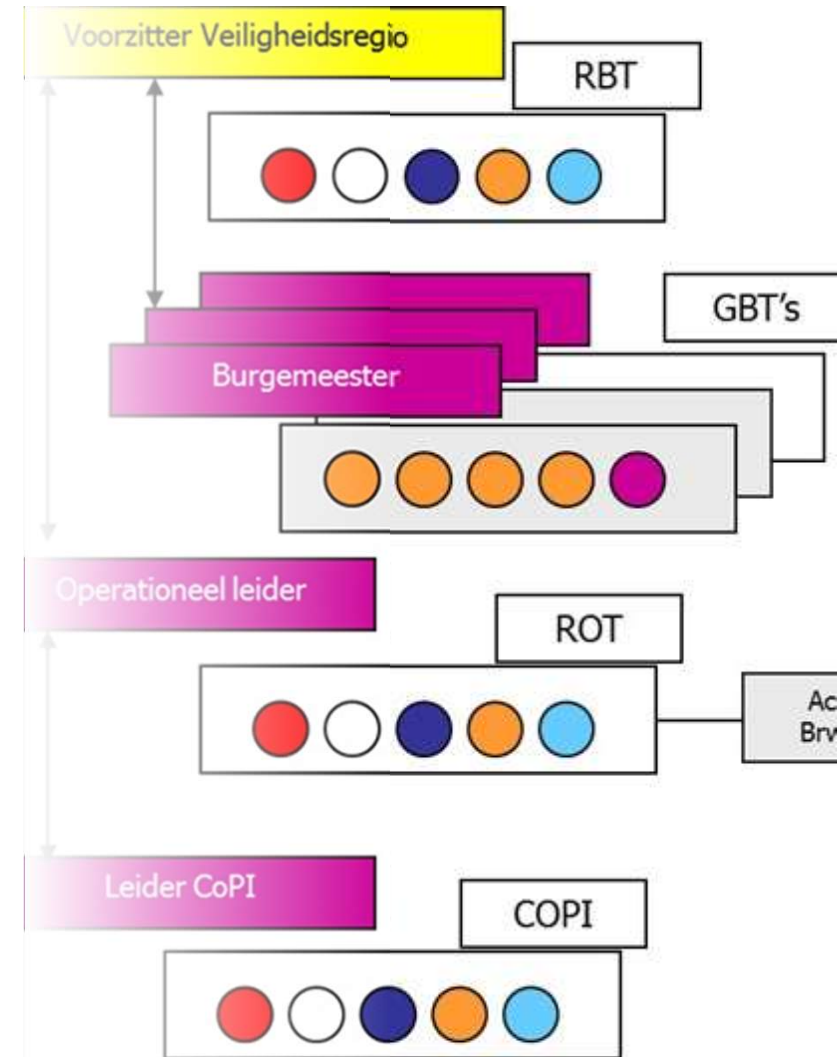 Voorzitter Veiligheidsregio
RBT
GBT's
Burgemeester
Operationeel leider
ROT
Leider CoPI
COPI